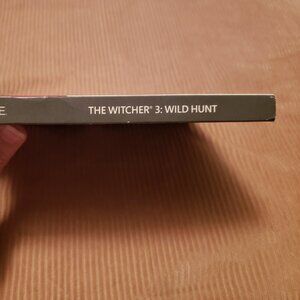 E THE WITCHER® 3: WILD HUNT